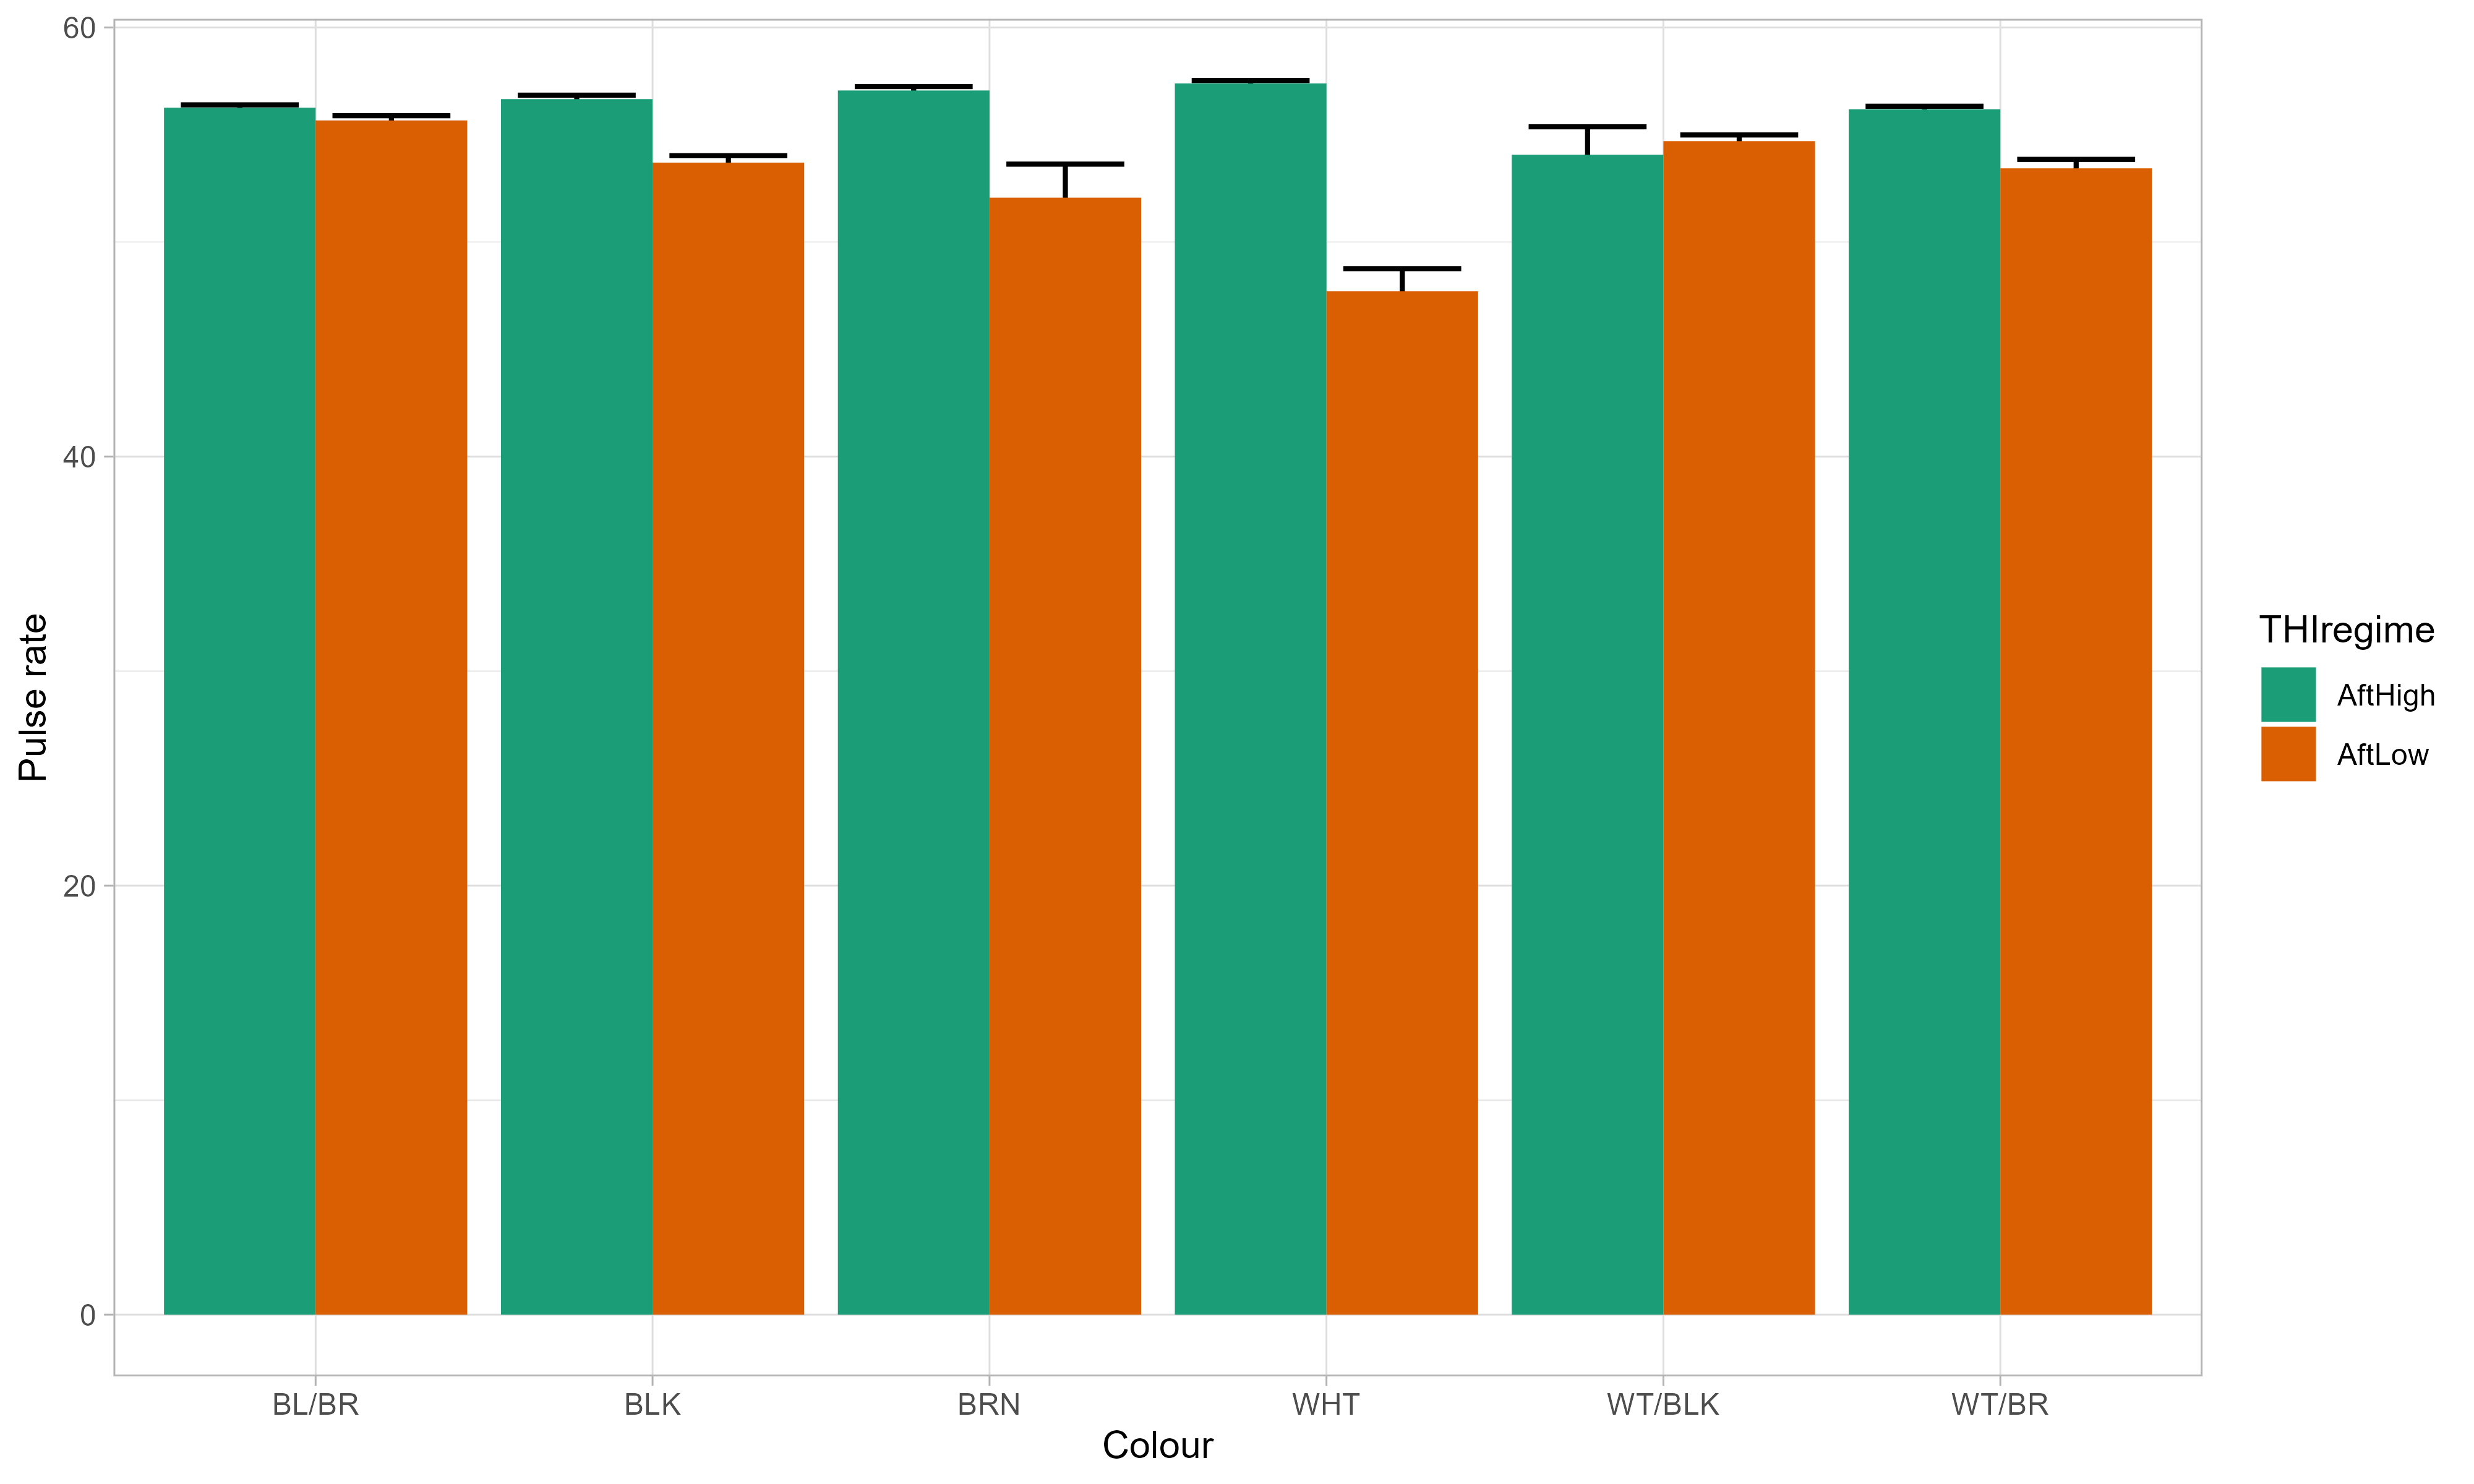 60
40
20
0
Pulse rate
BL/BR
BLK
BRN
WHT
WT/BLK
WT/BR
Colour
THIregime
AftHigh
AftLow